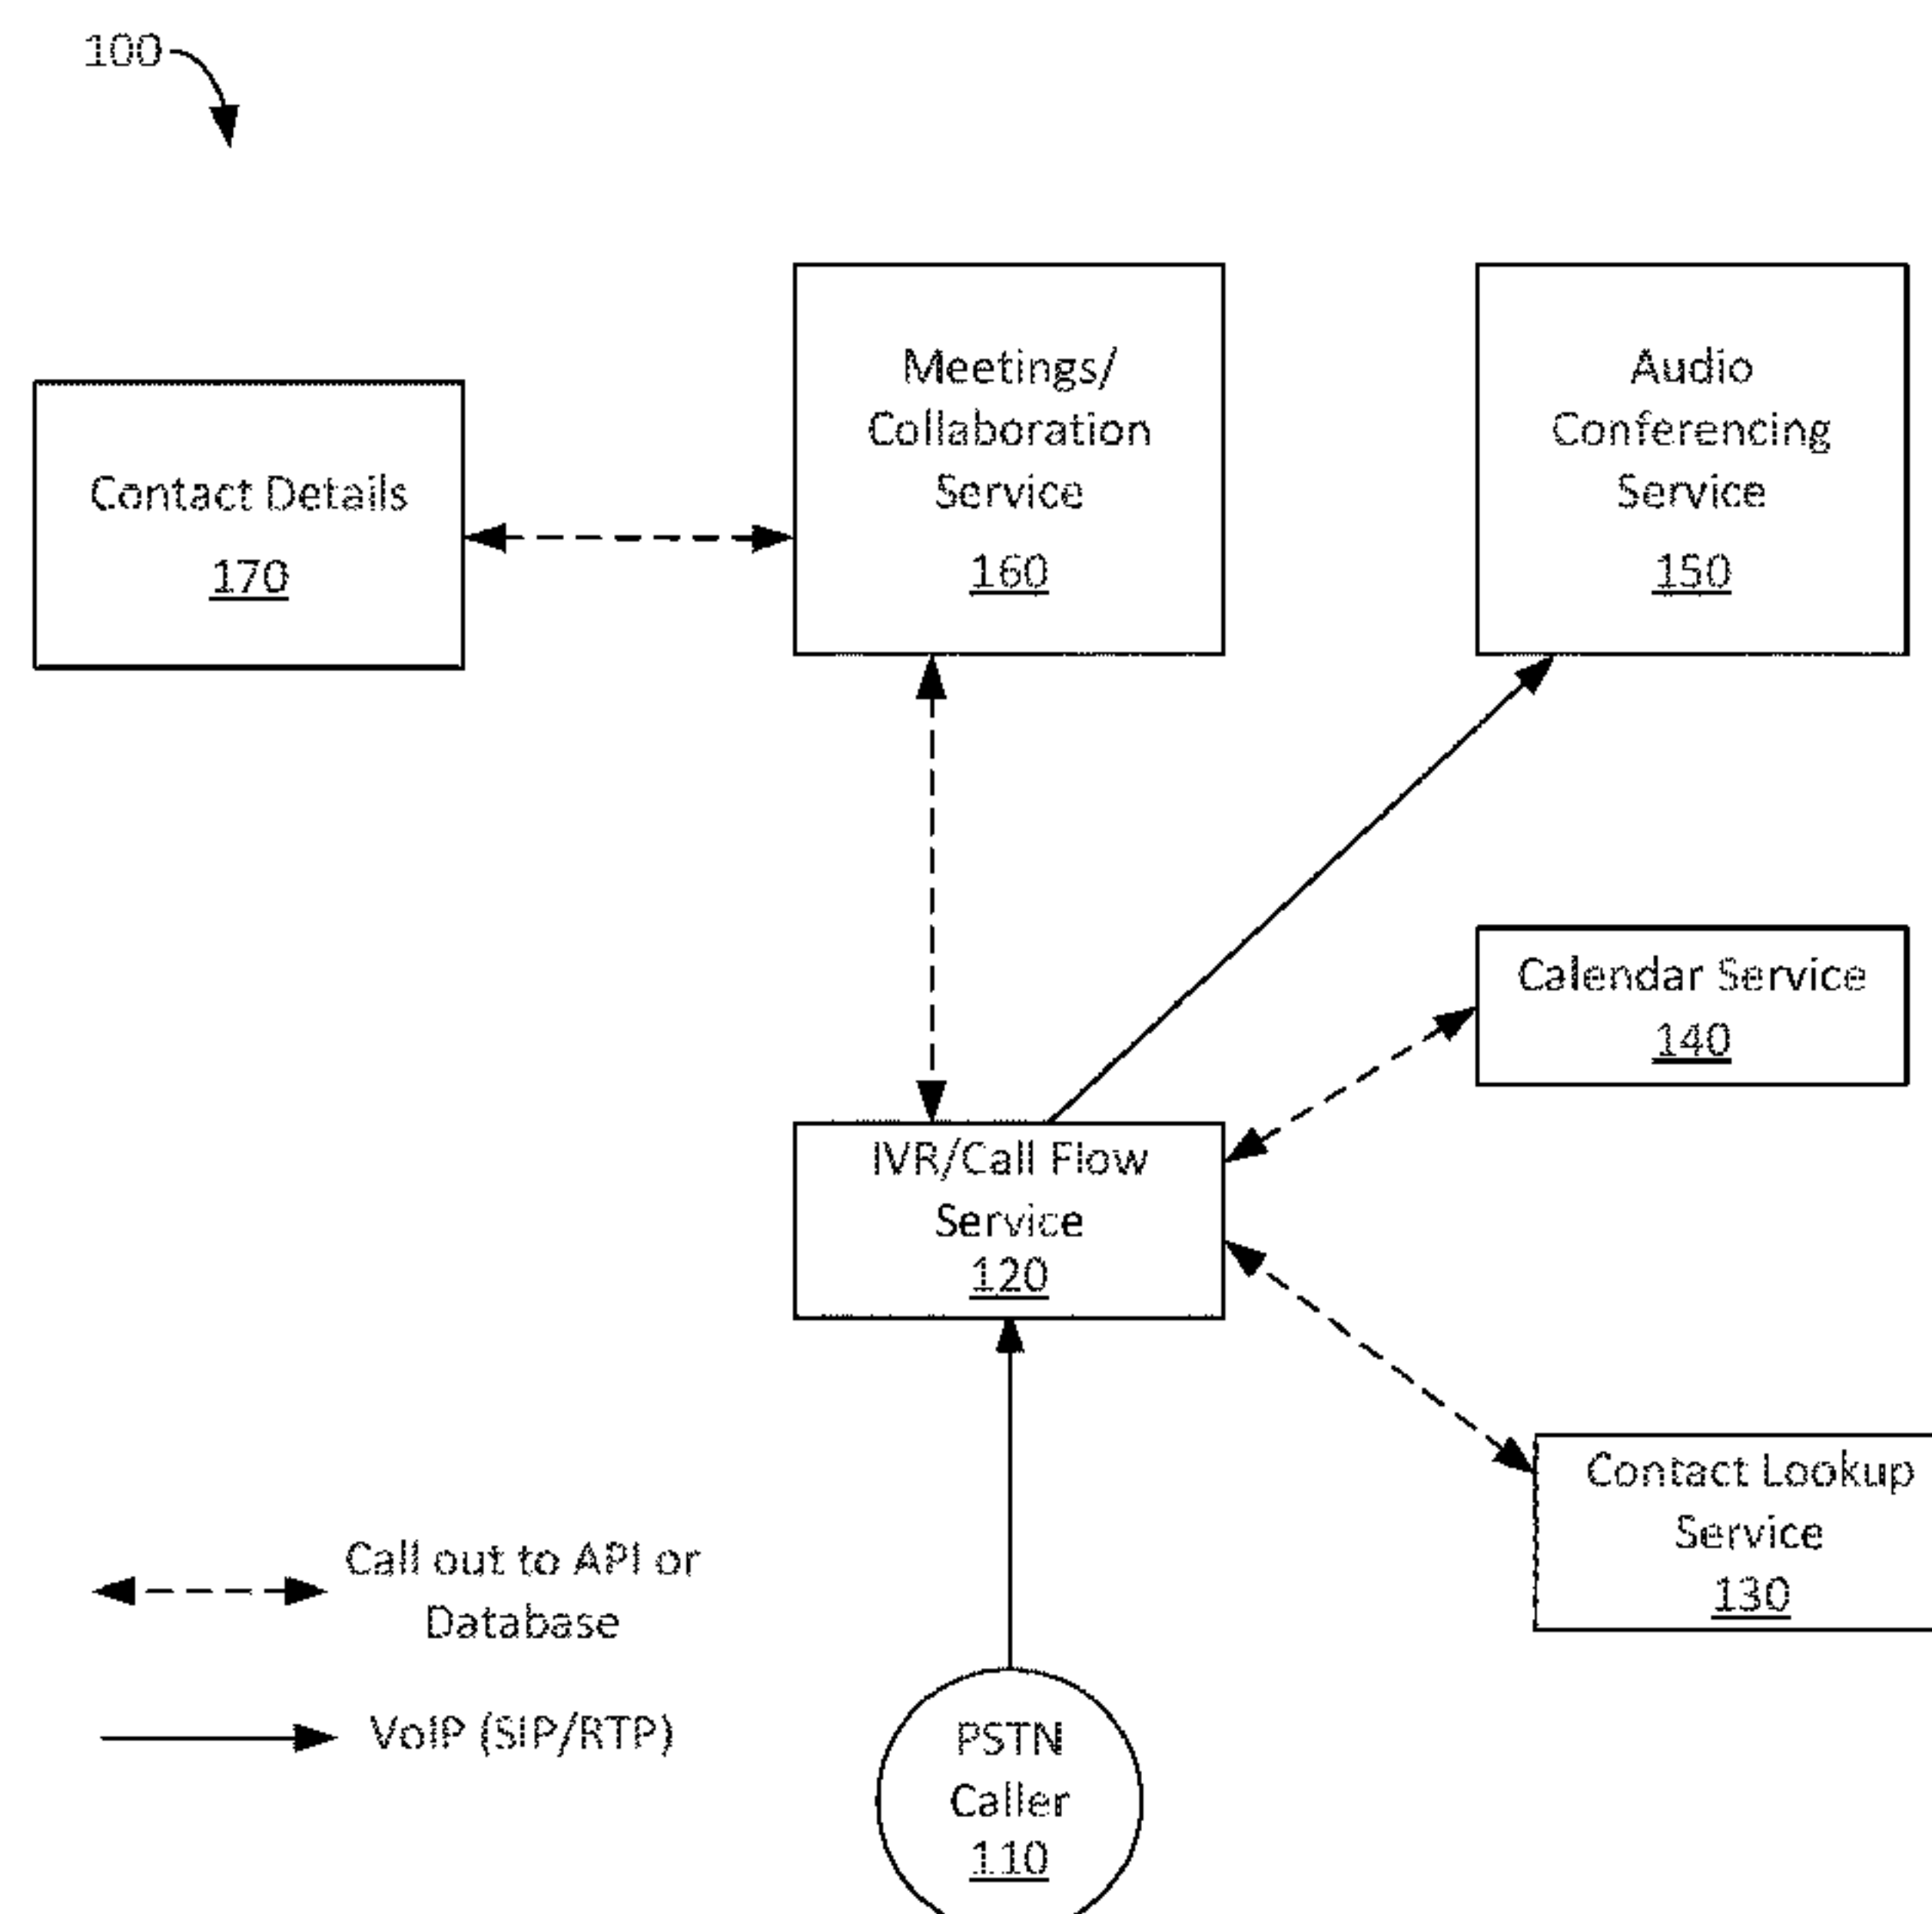 100
Meetings/
Collaboration
Service
160
Audio
Conferencing
Service
150
Contact Details
170
Calendar Service
140
IVR/Call Flow
Service
120
Contact Lookup
Service
130
Call out to API or
Database
VoIP (SIP/RTP)
PSTN
Caller
110